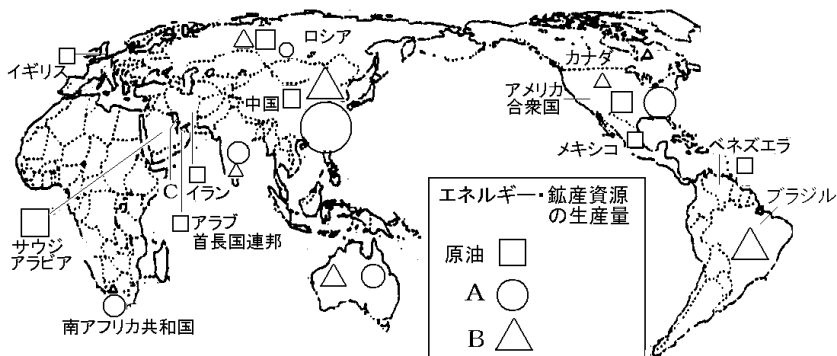 ロシア
イギリス
中国
C
イラン
サウジ
アラビア
アラブ
首長国連邦
南アフリカ共和国
カナダ
アメリカ
合衆国
メキシコ
ベネズエラ
ブラジル
エネルギー・鉱産資源
の生産量
原油
A
B